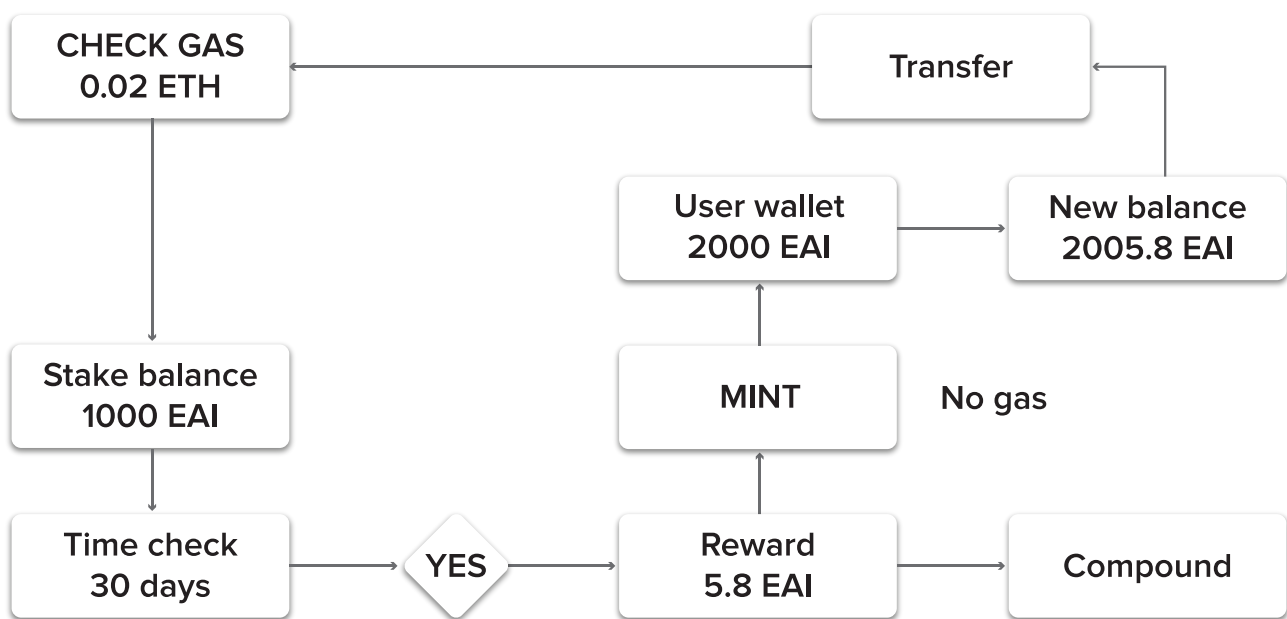 CHECK GAS
0.02 ETH
Transfer
User wallet
2000 EAI
New balance
2005.8 EAI
Stake balance
1000 EAI
MINT
No gas
Time check
30 days
YES
Reward
5.8 EAI
Compound